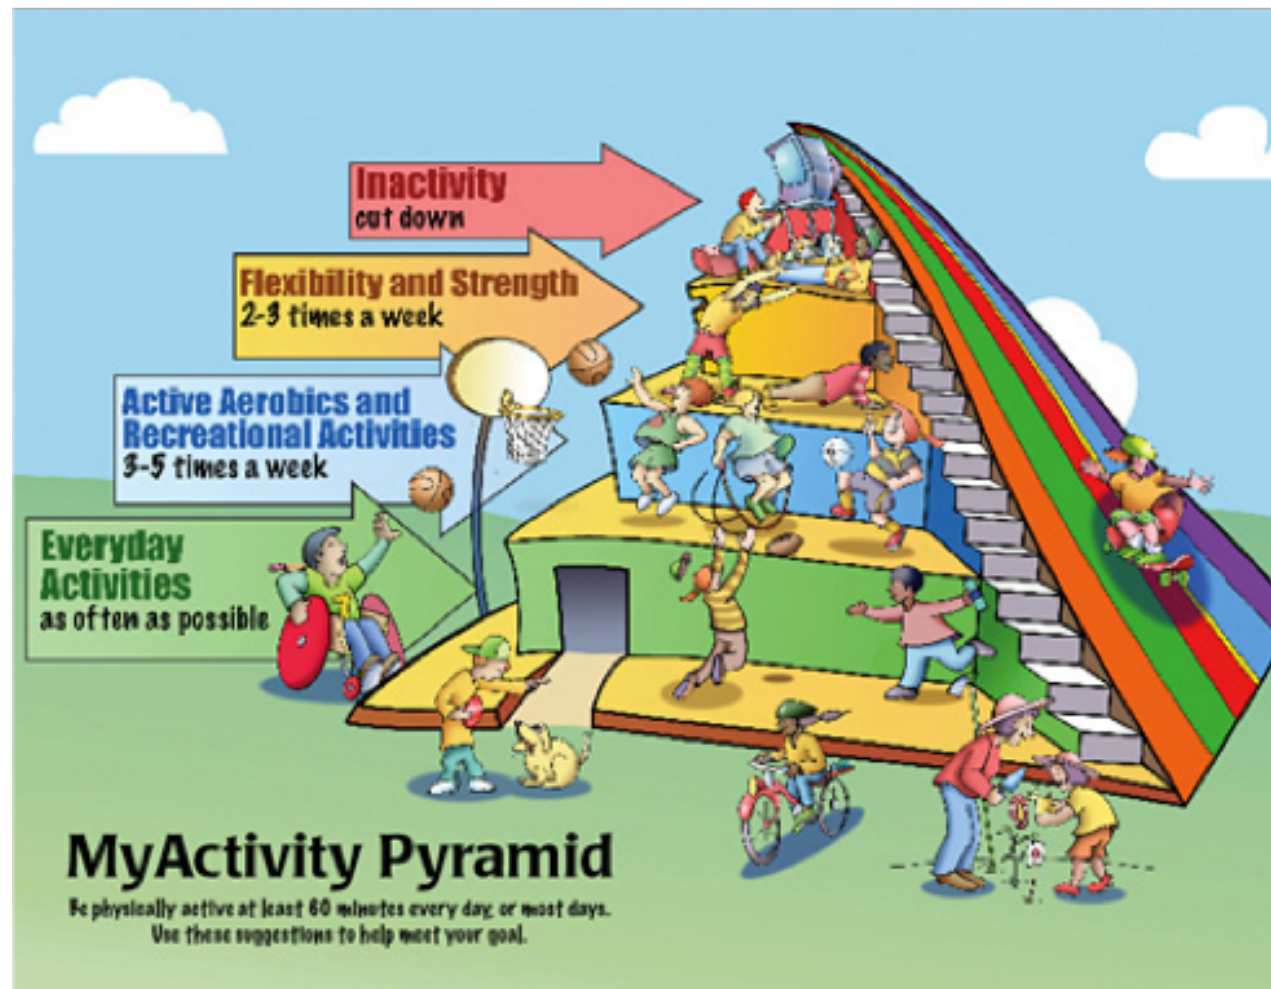 Inactivity
cut down
Flexibility and Strength
2-3 times a week
Active Aerobics and
Recreational Activities
3-5 times a week
Everyday
Activities
as often as possible
MyActivity Pyramid
Be physically active at least 60 minutes every day, or most days.
Use these suggestions to help meet your goal.